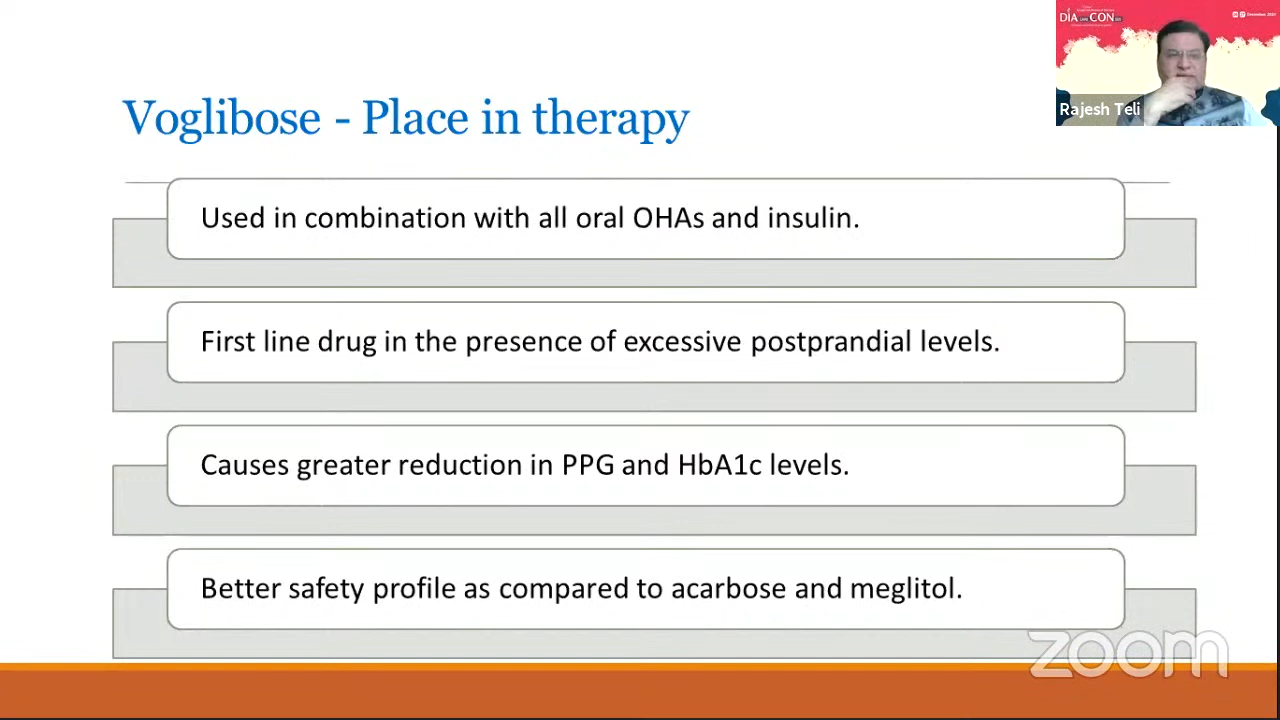 DIA CON
Rajesh Teli
Voglibose - Place in therapy
Used in combination with all oral OHAs and insulin.
First line drug in the presence of excessive postprandial levels.
Causes greater reduction in PPG and HbA1c levels.
Better safety profile as compared to acarbose and meglitol.
zoom